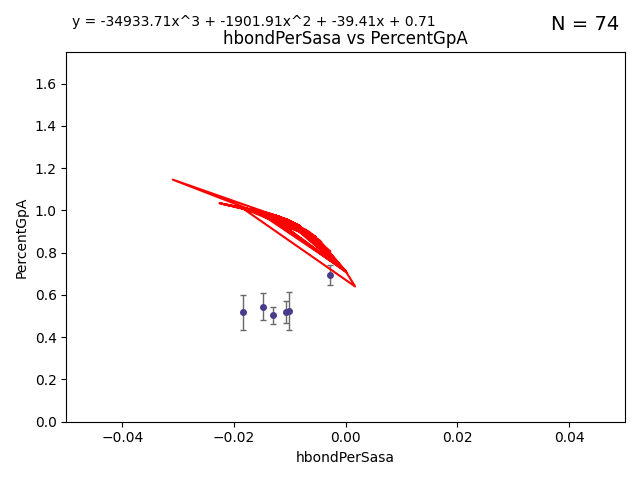 y = -34933.71x^3 + -1901.91x^2 + -39.41x + 0.71
N = 74
hbondPerSasa vs PercentGpA
PercentGpA
1.6
1.4
1.2
1.0
0.8
0.6
0.4
0.2
0.0
−0.04
−0.02
0.00
0.02
0.04
hbondPerSasa